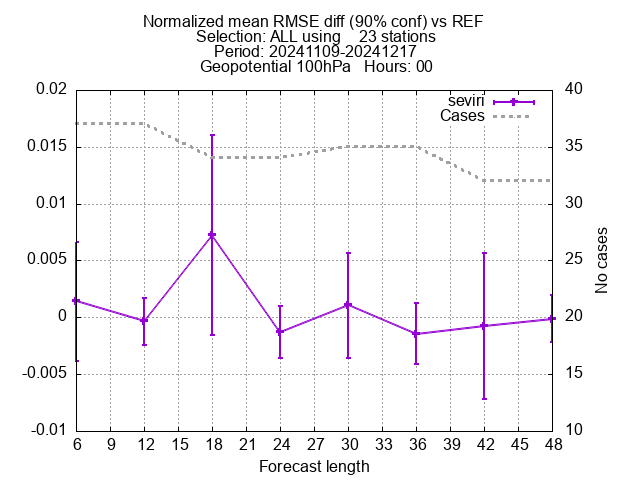 Normalized mean RMSE diff (90% conf) vs REF
Selection: ALL using    23 stations
Period: 20241109-20241217
Geopotential 100hPa   Hours: 00
seviri
Cases
0.02
0.015
0.01
0.005
0
-0.005
-0.01
40
35
30
25
20
15
10
No cases
6 9 12 15 18 21 24 27 30 33 36 39 42 45 48
Forecast length